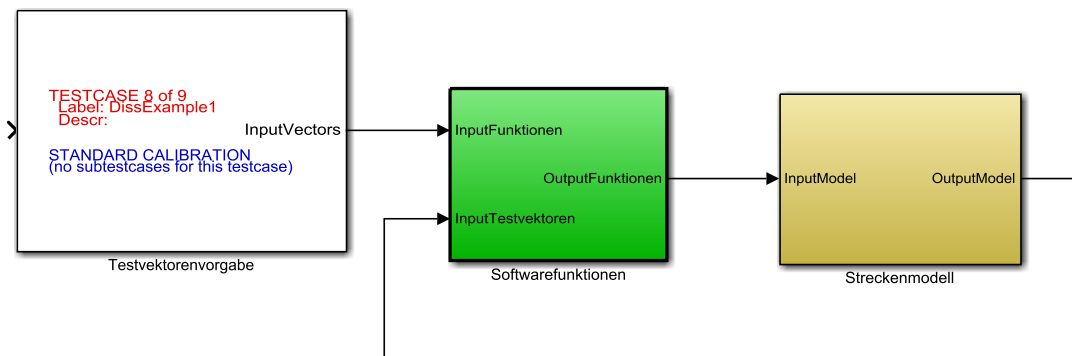 TESTCASE 8 of 9
Label: DissExample1
Descr:
InputVectors
STANDARD CALIBRATION
(no subtestcases for this testcase)
Testvektorenvorgabe
InputFunktionen
OutputFunktionen
InputTestvektoren
Softwarefunktionen
InputModel
OutputModel
Streckenmodell